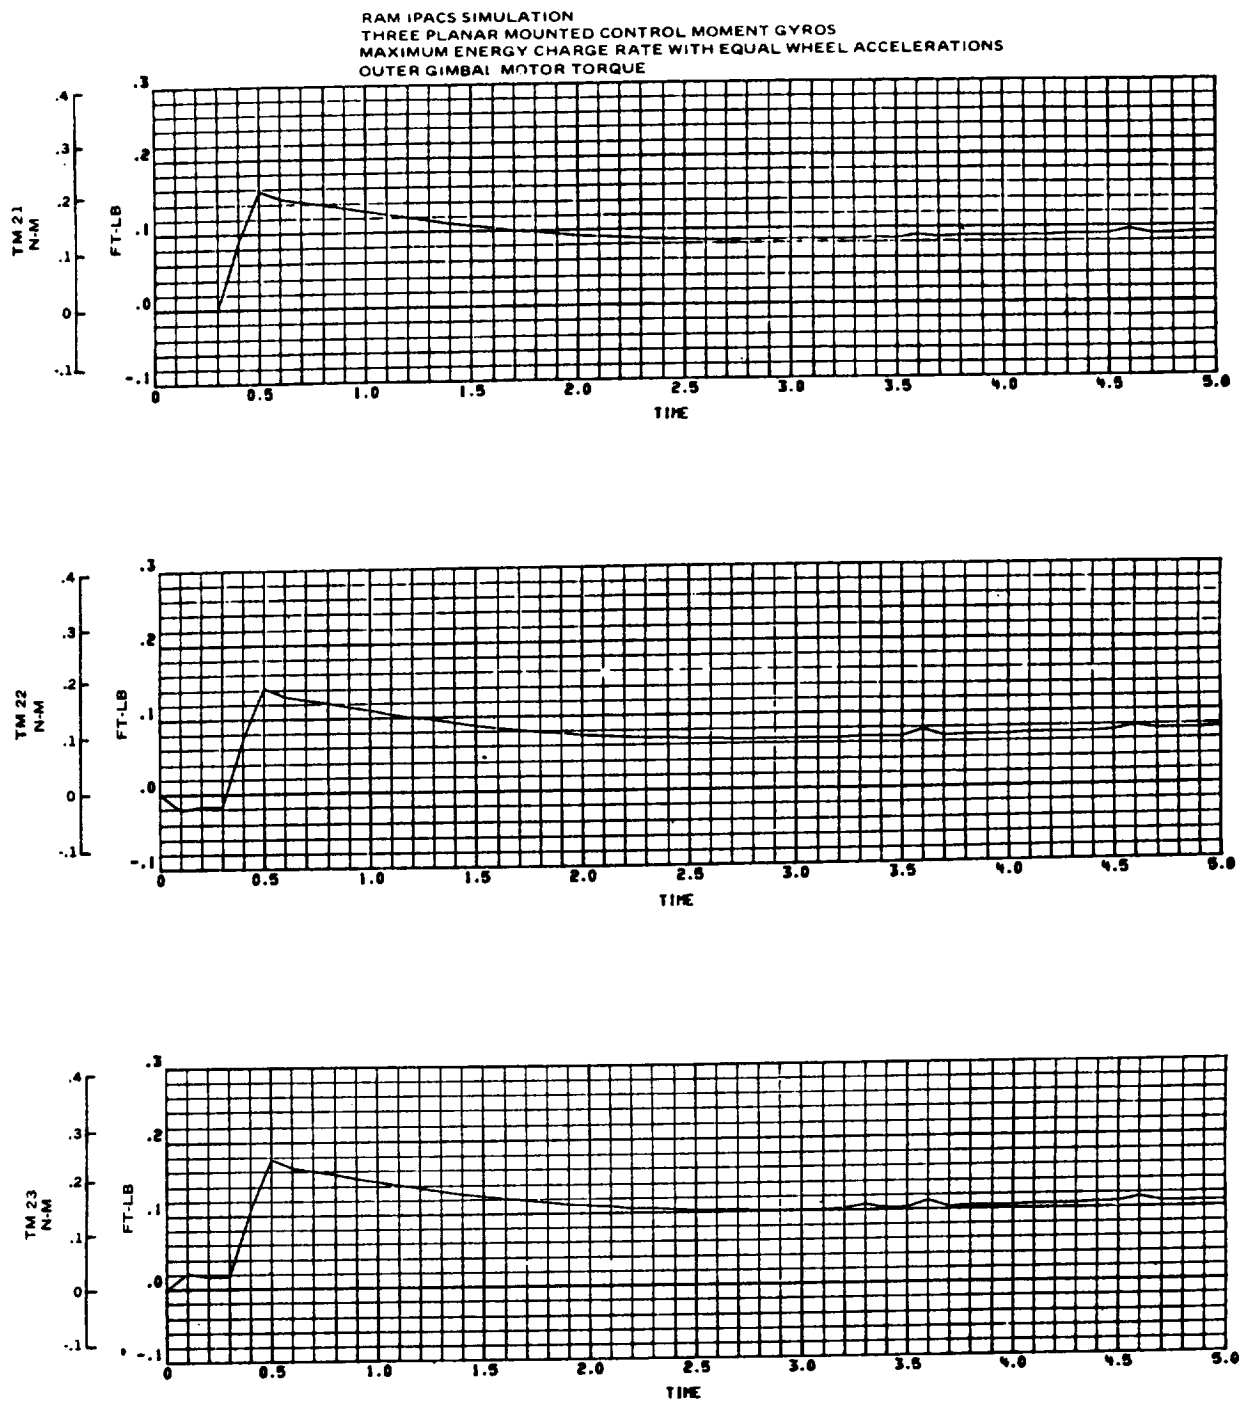 RAM IPACS SIMULATION
THREE PLANAR MOUNTED CONTROL MOMENT GYROS
MAXIMUM ENERGY CHARGE RATE WITH EQUAL WHEEL ACCELERATIONS
OUTER GIMBAL MOTOR TORQUE
TM 21
N-M
.4
.3
.2
.1
0
-.1
FT-LB
.3
.2
.1
.0
-.1
0 0.5 1.0 1.5 2.0 2.5 3.0 3.5 4.0 4.5 5.0
TIME
TM 22
N-M
.4
.3
.2
.1
0
-.1
FT-LB
.3
.2
.1
.0
-.1
0 0.5 1.0 1.5 2.0 2.5 3.0 3.5 4.0 4.5 5.0
TIME
TM 23
N-M
.4
.3
.2
.1
0
-.1
FT-LB
.3
.2
.1
.0
-.1
0 0.5 1.0 1.5 2.0 2.5 3.0 3.5 4.0 4.5 5.0
TIME